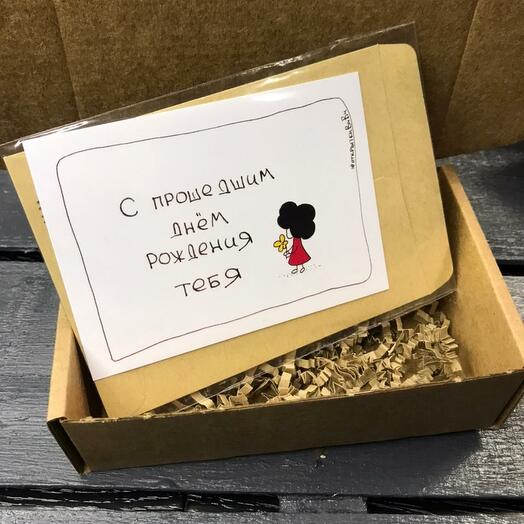 С прошедшим
днём
рождения
тебя